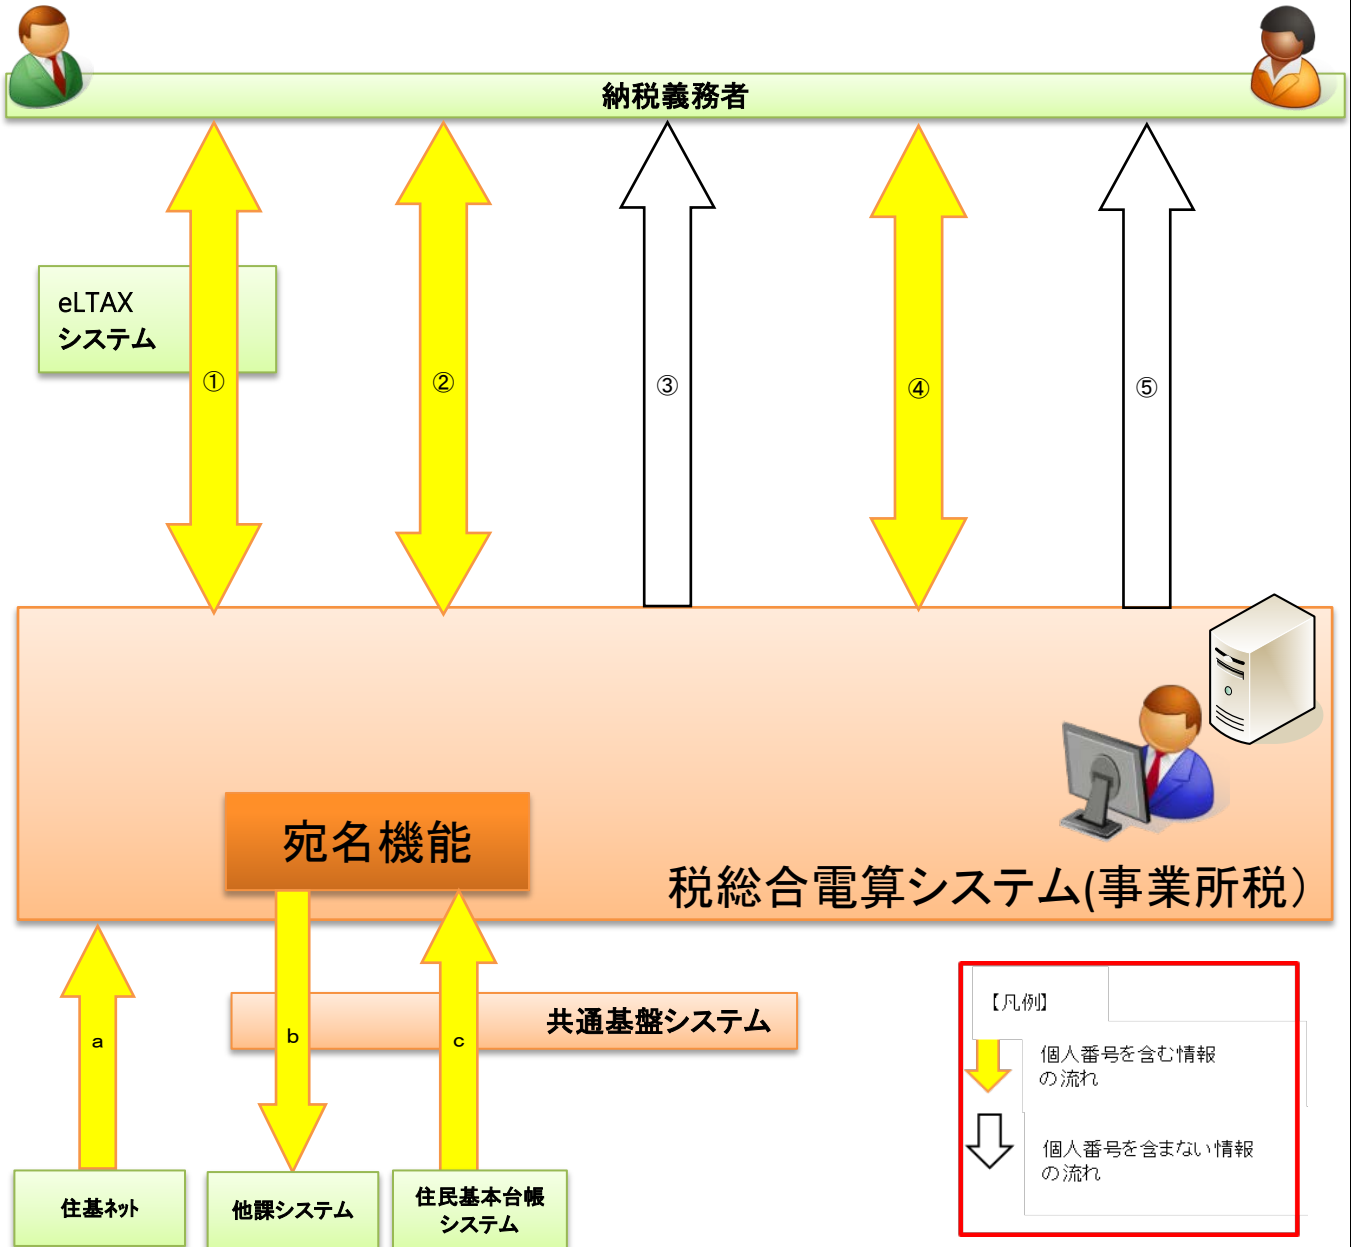 納税義務者
eLTAX
システム
①
②
③
④
⑤
宛名機能
税総合電算システム(事業所税）
共通基盤システム
a
b
c
住基ネット
他課システム
住民基本台帳
システム
【凡例】
個人番号を含む情報
の流れ
個人番号を含まない情報
の流れ